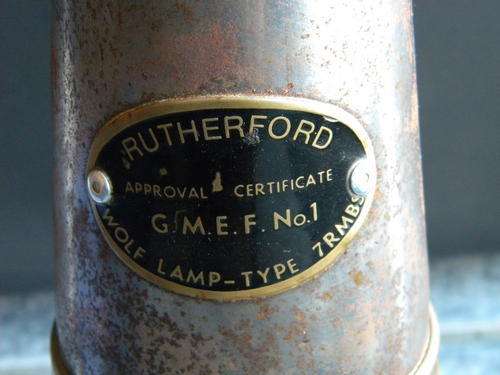 RUTHERFORD
APPROVAL CERTIFICATE
G.M.E.F. No.1
WOLF LAMP-TYPE 7RMBS